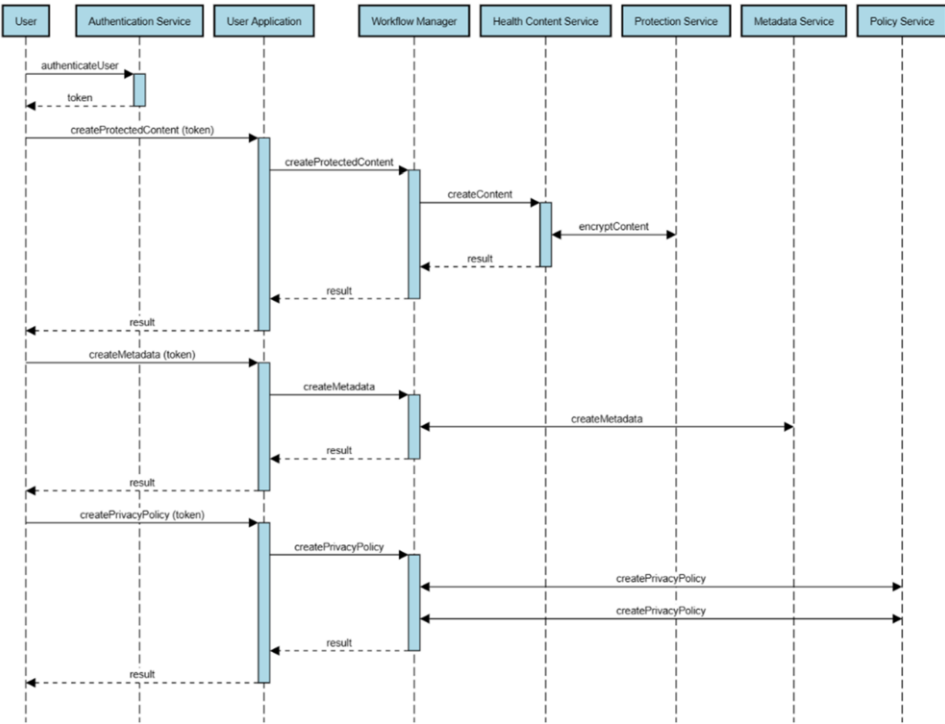 User
Authentication Service
User Application
Workflow Manager
Health Content Service
Protection Service
Metadata Service
Policy Service
authenticateUser
token
createProtectedContent (token)
createProtectedContent
createContent
encryptContent
result
result
result
createMetadata (token)
createMetadata
createMetadata
result
result
createPrivacyPolicy (token)
createPrivacyPolicy
createPrivacyPolicy
createPrivacyPolicy
result
result